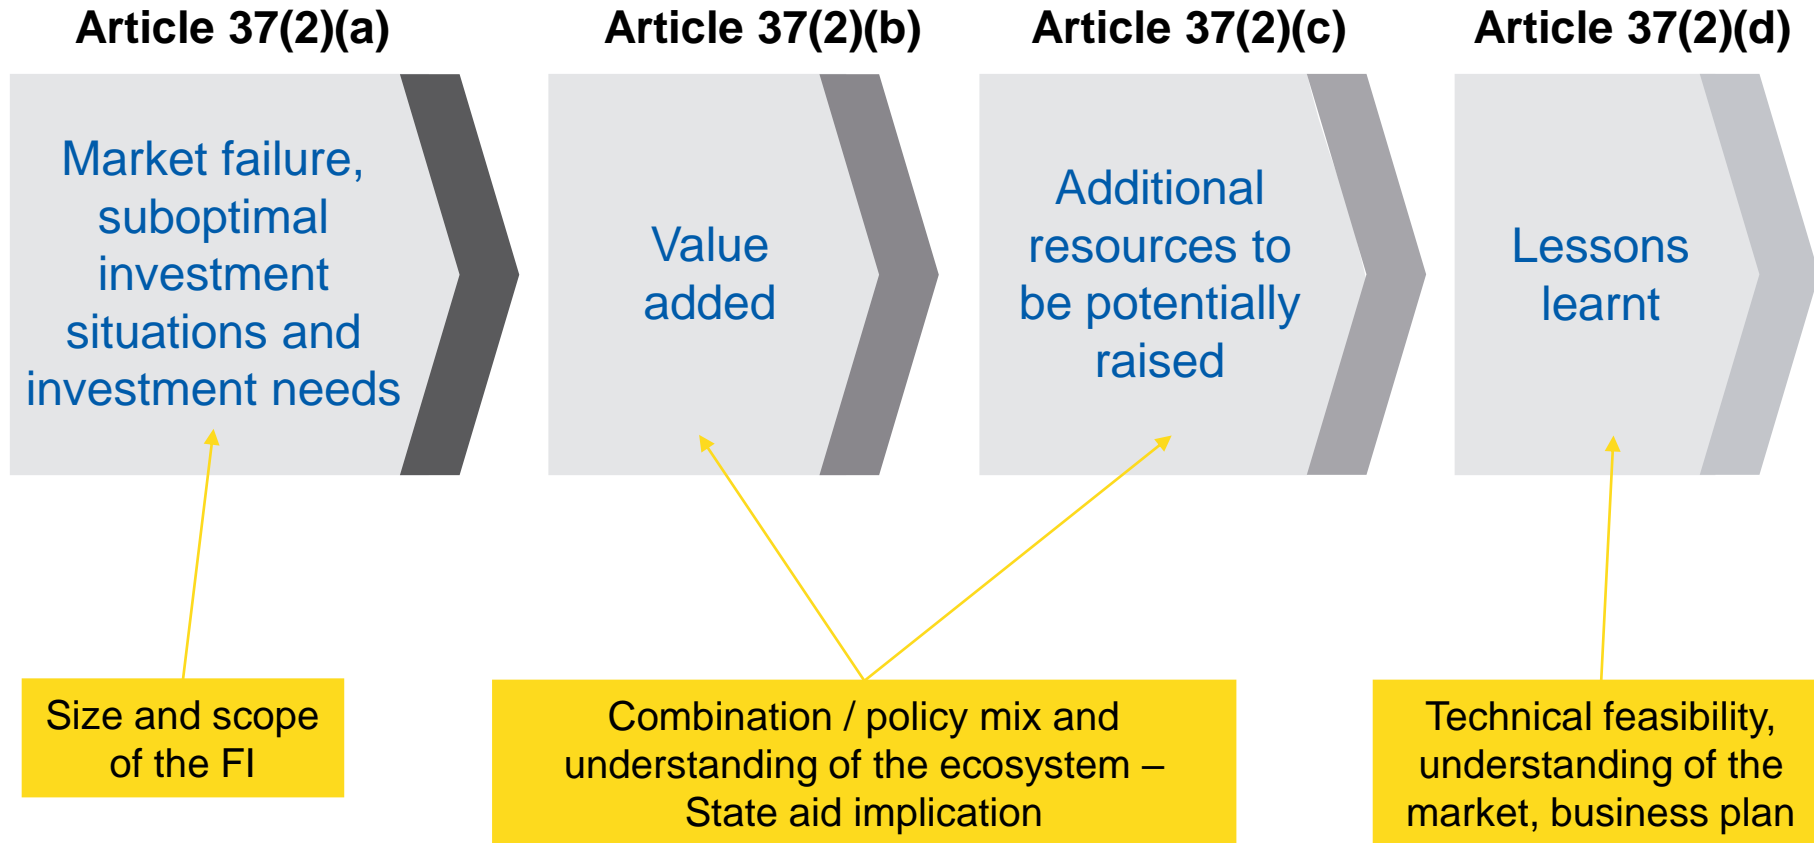 Article 37(2)(a)
Article 37(2)(b)
Article 37(2)(c)
Article 37(2)(d)
Market failure,
suboptimal
investment
situations and
investment needs
Value
added
Additional
resources to
be potentially
raised
Lessons
learnt
Size and scope
of the FI
Combination / policy mix and
understanding of the ecosystem –
State aid implication
Technical feasibility,
understanding of the
market, business plan